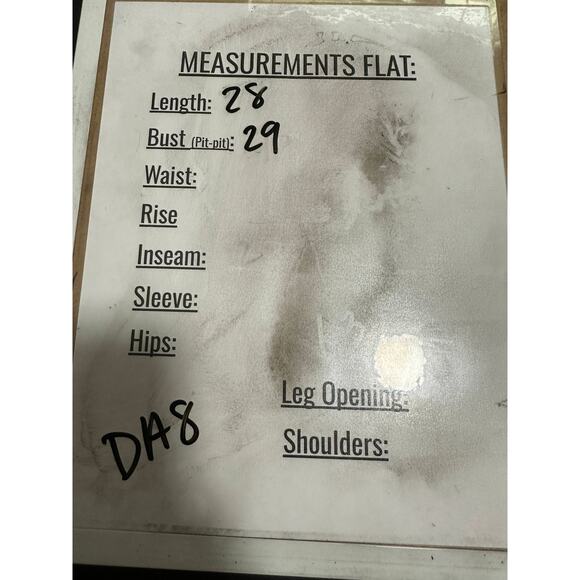 MEASUREMENTS FLAT:
Length: 28
Bust (Pit-pit): 29
Waist:
Rise
Inseam:
Sleeve:
Hips:
Leg Opening:
Shoulders:
DA8